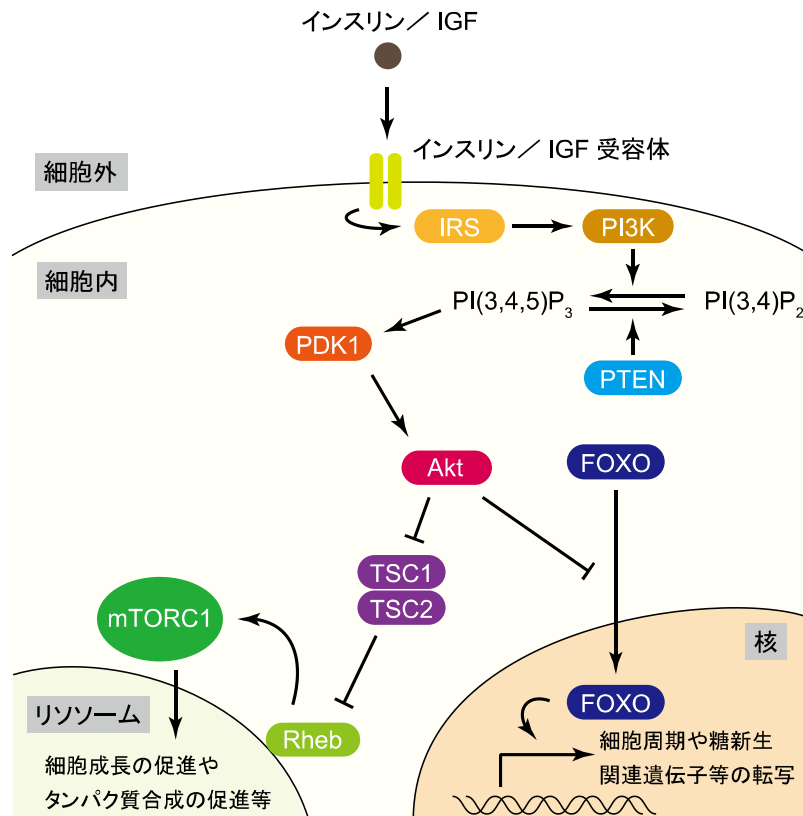 インスリン／ IGF
インスリン／ IGF 受容体
細胞外
IRS
PI3K
細胞内
PI(3,4,5)P3
PI(3,4)P2
PDK1
PTEN
Akt
FOXO
TSC1
TSC2
mTORC1
核
リソソーム
FOXO
Rheb
細胞周期や糖新生
関連遺伝子等の転写
細胞成長の促進や
タンパク質合成の促進等